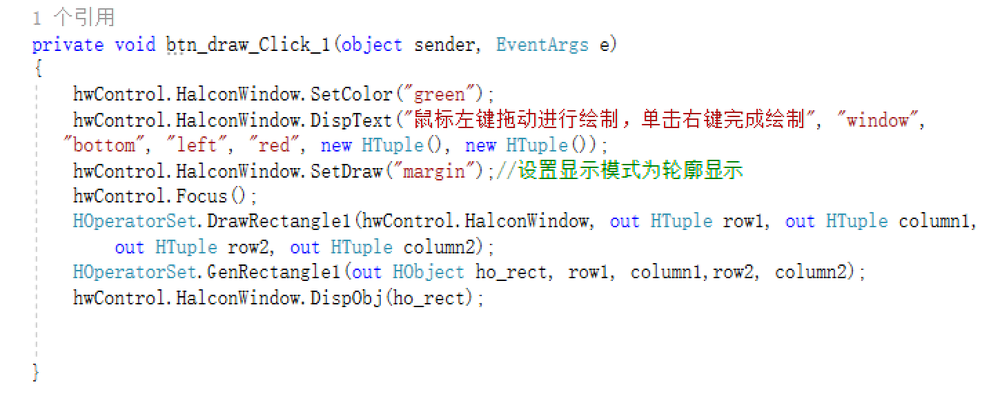 1 个引用
private void btn_draw_Click_1(object sender, EventArgs e)
{
hwControl.HalconWindow.SetColor("green");
hwControl.HalconWindow.DispText("鼠标左键拖动进行绘制，单击右键完成绘制", "window",
"bottom", "left", "red", new HTuple(), new HTuple());
hwControl.HalconWindow.SetDraw("margin");//设置显示模式为轮廓显示
hwControl.Focus();
HOperatorSet.DrawRectangle1(hwControl.HalconWindow, out HTuple row1, out HTuple column1,
out HTuple row2, out HTuple column2);
HOperatorSet.GenRectangle1(out HObject ho_rect, row1, column1,row2, column2);
hwControl.HalconWindow.DispObj(ho_rect);
}